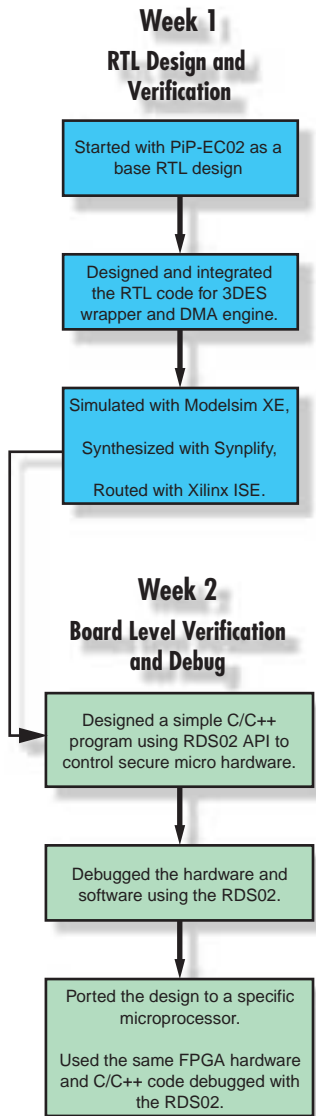 Week 1
RTL Design and
Verification
Started with PiP-EC02 as a
base RTL design
Designed and integrated
the RTL code for 3DES
wrapper and DMA engine.
Simulated with Modelsim XE,
Synthesized with Synplify,
Routed with Xilinx ISE.
Week 2
Board Level Verification
and Debug
Designed a simple C/C++
program using RDS02 API to
control secure micro hardware.
Debugged the hardware and
software using the RDS02.
Ported the design to a specific
microprocessor.
Used the same FPGA hardware
and C/C++ code debugged with
the RDS02.